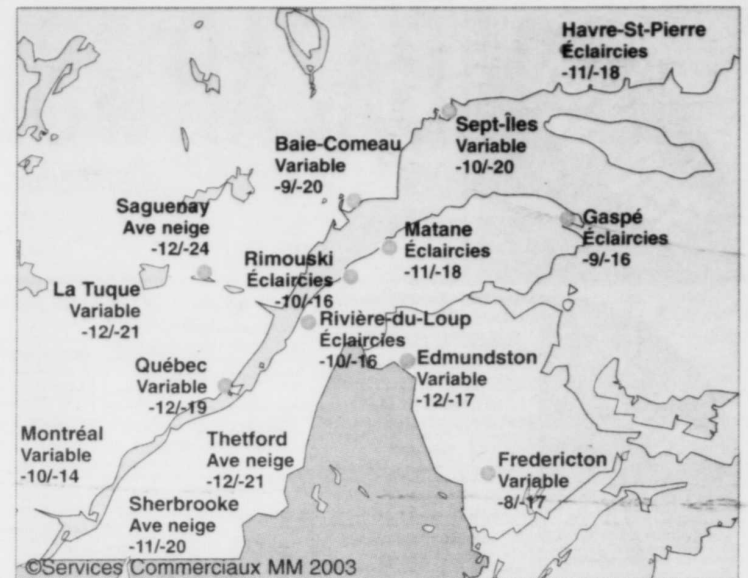 Havre-St-Pierre
Éclaircies
-11/-18
Sept-Îles
Variable
-10/-20
Baie-Comeau
Variable
-9/-20
Saguenay
Ave neige
-12/-24
Matane
Éclaircies
-11/-18
Gaspé
Éclaircies
-9/-16
Rimouski
Éclaircies
-10/-16
La Tuque
Variable
-12/-21
Rivière-du-Loup
Éclaircies
-10/-16
Québec
Variable
-12/-19
Edmundston
Variable
-12/-17
Montréal
Variable
-10/-14
Thetford
Ave neige
-12/-21
Fredericton
Variable
-8/-17
Sherbrooke
Ave neige
-11/-20
©Services Commerciaux MM 2003